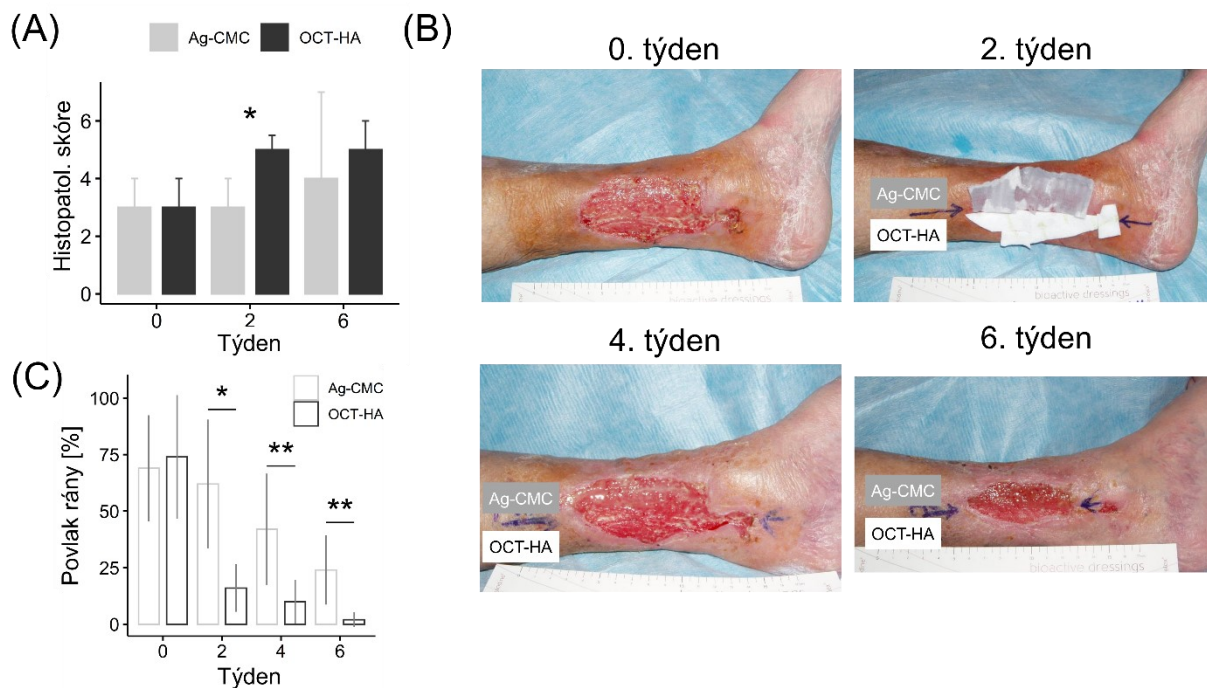 (A)
Ag-CMC OCT-HA
Histopatol. skóre
6
4
2
0
*
0 2 6
Týden
(B)
0. týden
2. týden
Ag-CMC
OCT-HA
bioactive dressings
4. týden
Ag-CMC
OCT-HA
6. týden
Ag-CMC
OCT-HA
bioactive dressings
(C)
Ag-CMC
OCT-HA
Povlak rány [%]
100
75
50
25
0
*
**
**
0 2 4 6
Týden